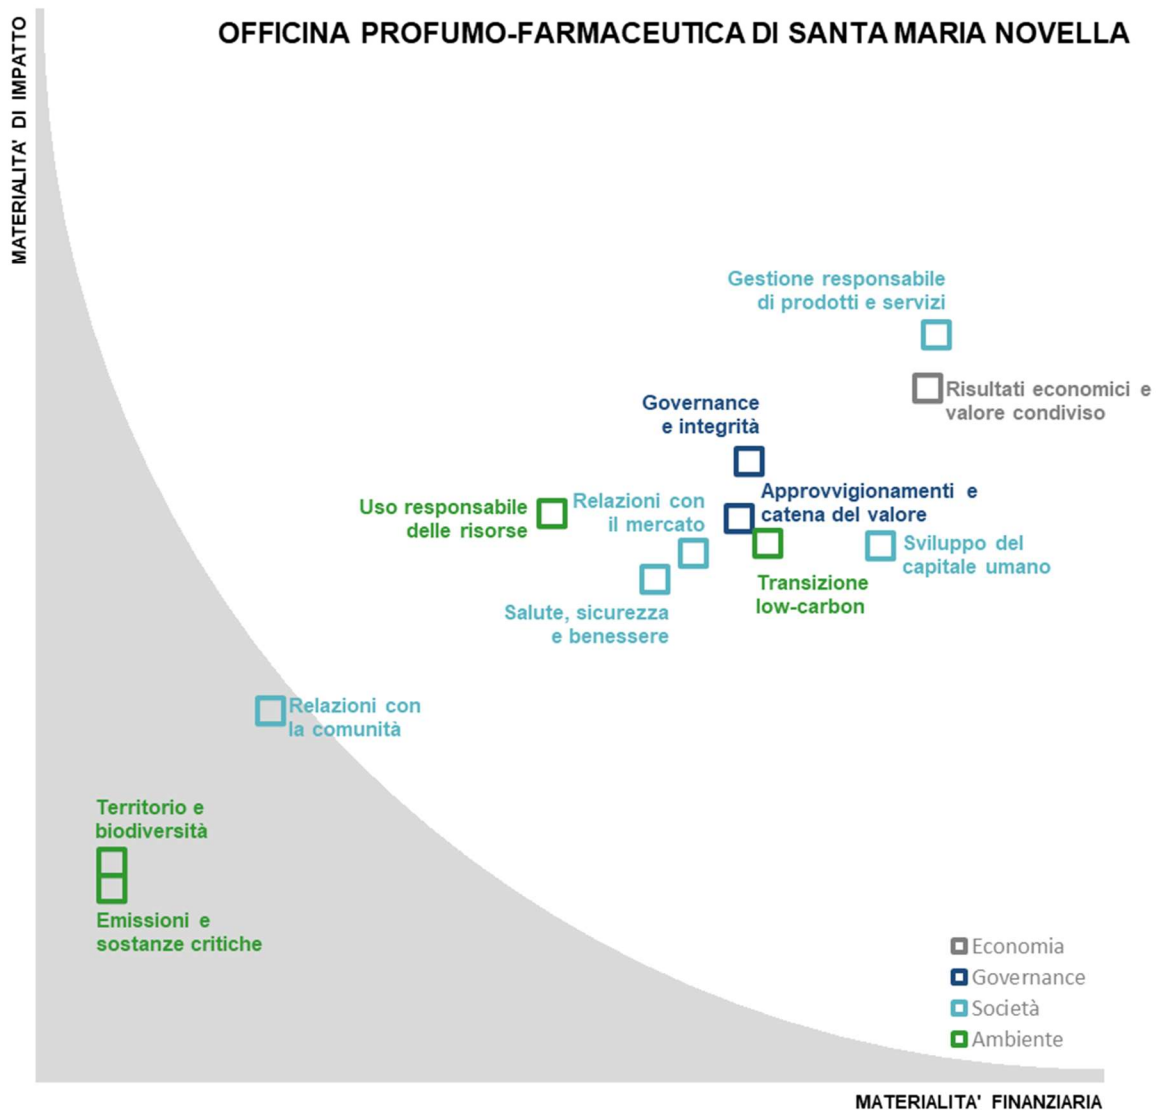 OFFICINA PROFUMO-FARMACEUTICA DI SANTA MARIA NOVELLA
MATERIALITA' DI IMPATTO
Gestione responsabile
di prodotti e servizi
Risultati economici e
valore condiviso
Governance
e integrità
Approvvigionamenti e
catena del valore
Uso responsabile
delle risorse
Relazioni con
il mercato
Sviluppo del
capitale umano
Transizione
low-carbon
Salute, sicurezza
e benessere
Relazioni con
la comunità
Territorio e
biodiversità
Emissioni e
sostanze critiche
Economia
Governance
Società
Ambiente
MATERIALITA' FINANZIARIA